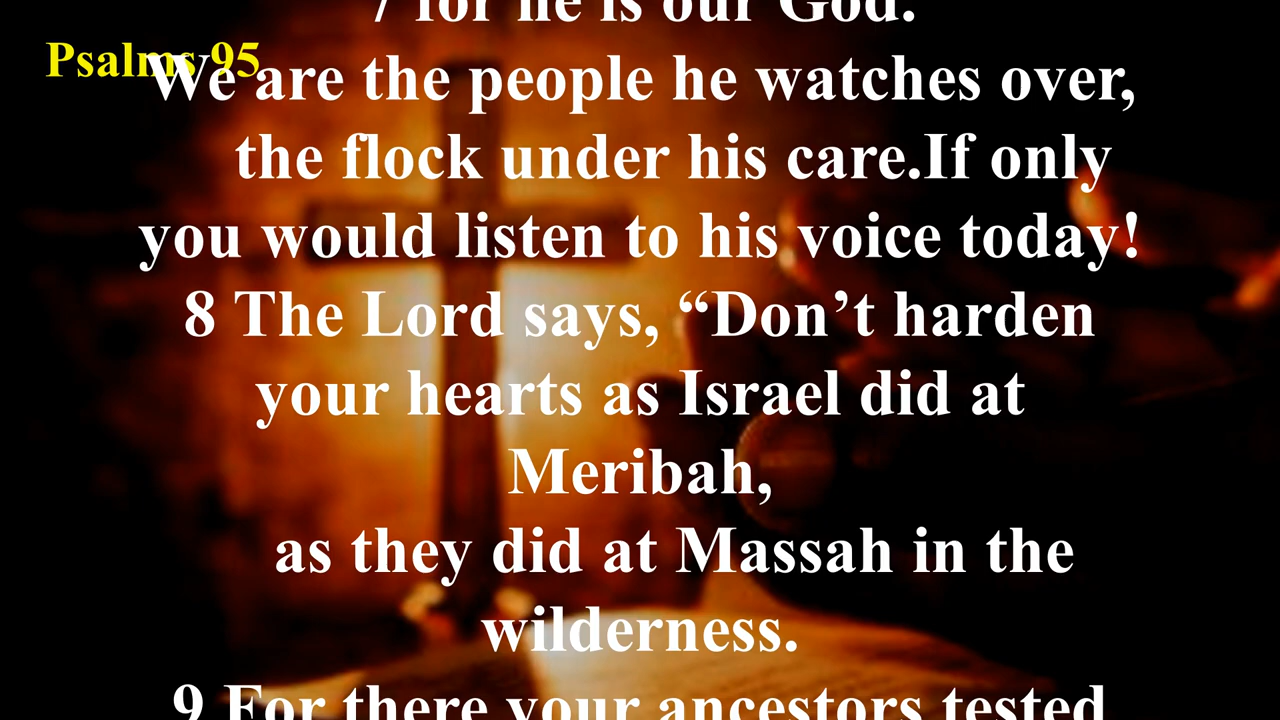 7 for he is our God.
Psalms 95
We are the people he watches over,
the flock under his care.If only
you would listen to his voice today!
8 The Lord says, “Don’t harden
your hearts as Israel did at
Meribah,
as they did at Massah in the
wilderness.
9 For there your ancestors tested